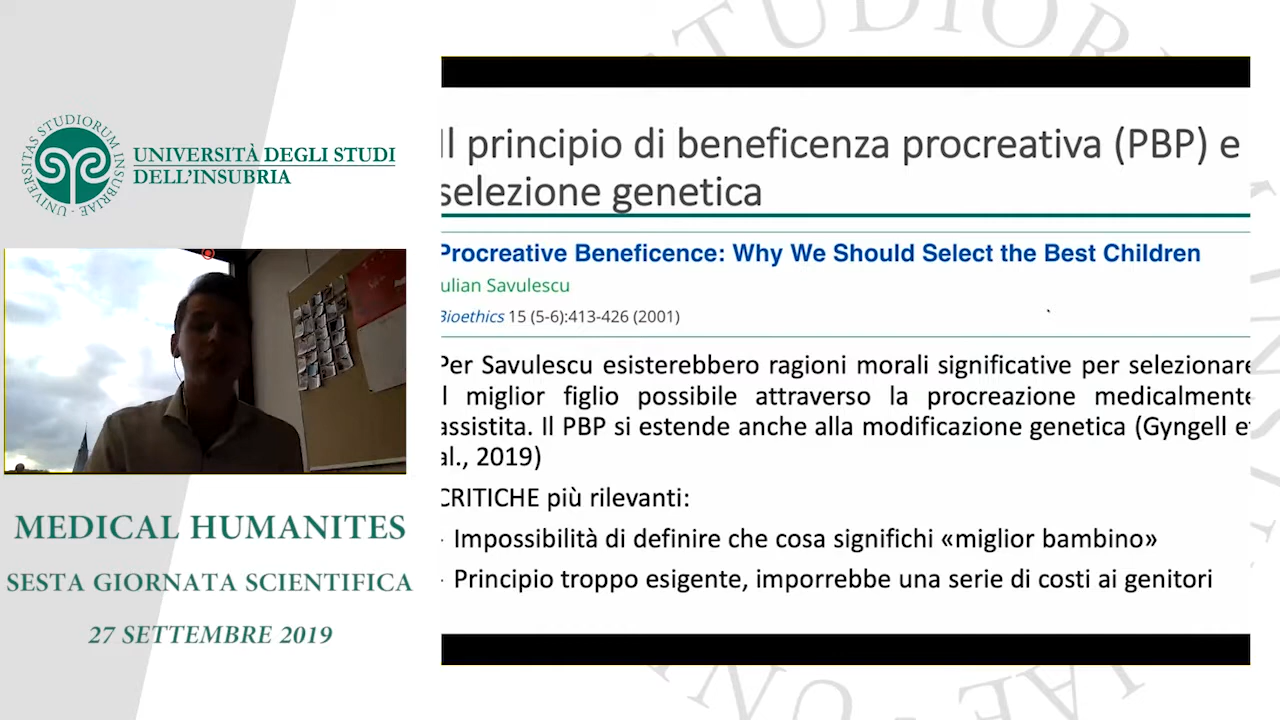 UNIVERSITAS STUDIORUM INSUBRIAE
UNIVERSITÀ DEGLI STUDI
DELL'INSUBRIA
MEDICAL HUMANITES
SESTA GIORNATA SCIENTIFICA
27 SETTEMBRE 2019
Il principio di beneficenza procreativa (PBP) e
selezione genetica
Procreative Beneficence: Why We Should Select the Best Children
ulian Savulescu
Bioethics 15 (5-6):413-426 (2001)
Per Savulescu esisterebbero ragioni morali significative per selezionare
l miglior figlio possibile attraverso la procreazione medicalmente
assistita. Il PBP si estende anche alla modificazione genetica (Gyngell et
al., 2019)
CRITICHE più rilevanti:
- Impossibilità di definire che cosa significhi «miglior bambino»
- Principio troppo esigente, imporrebbe una serie di costi ai genitori